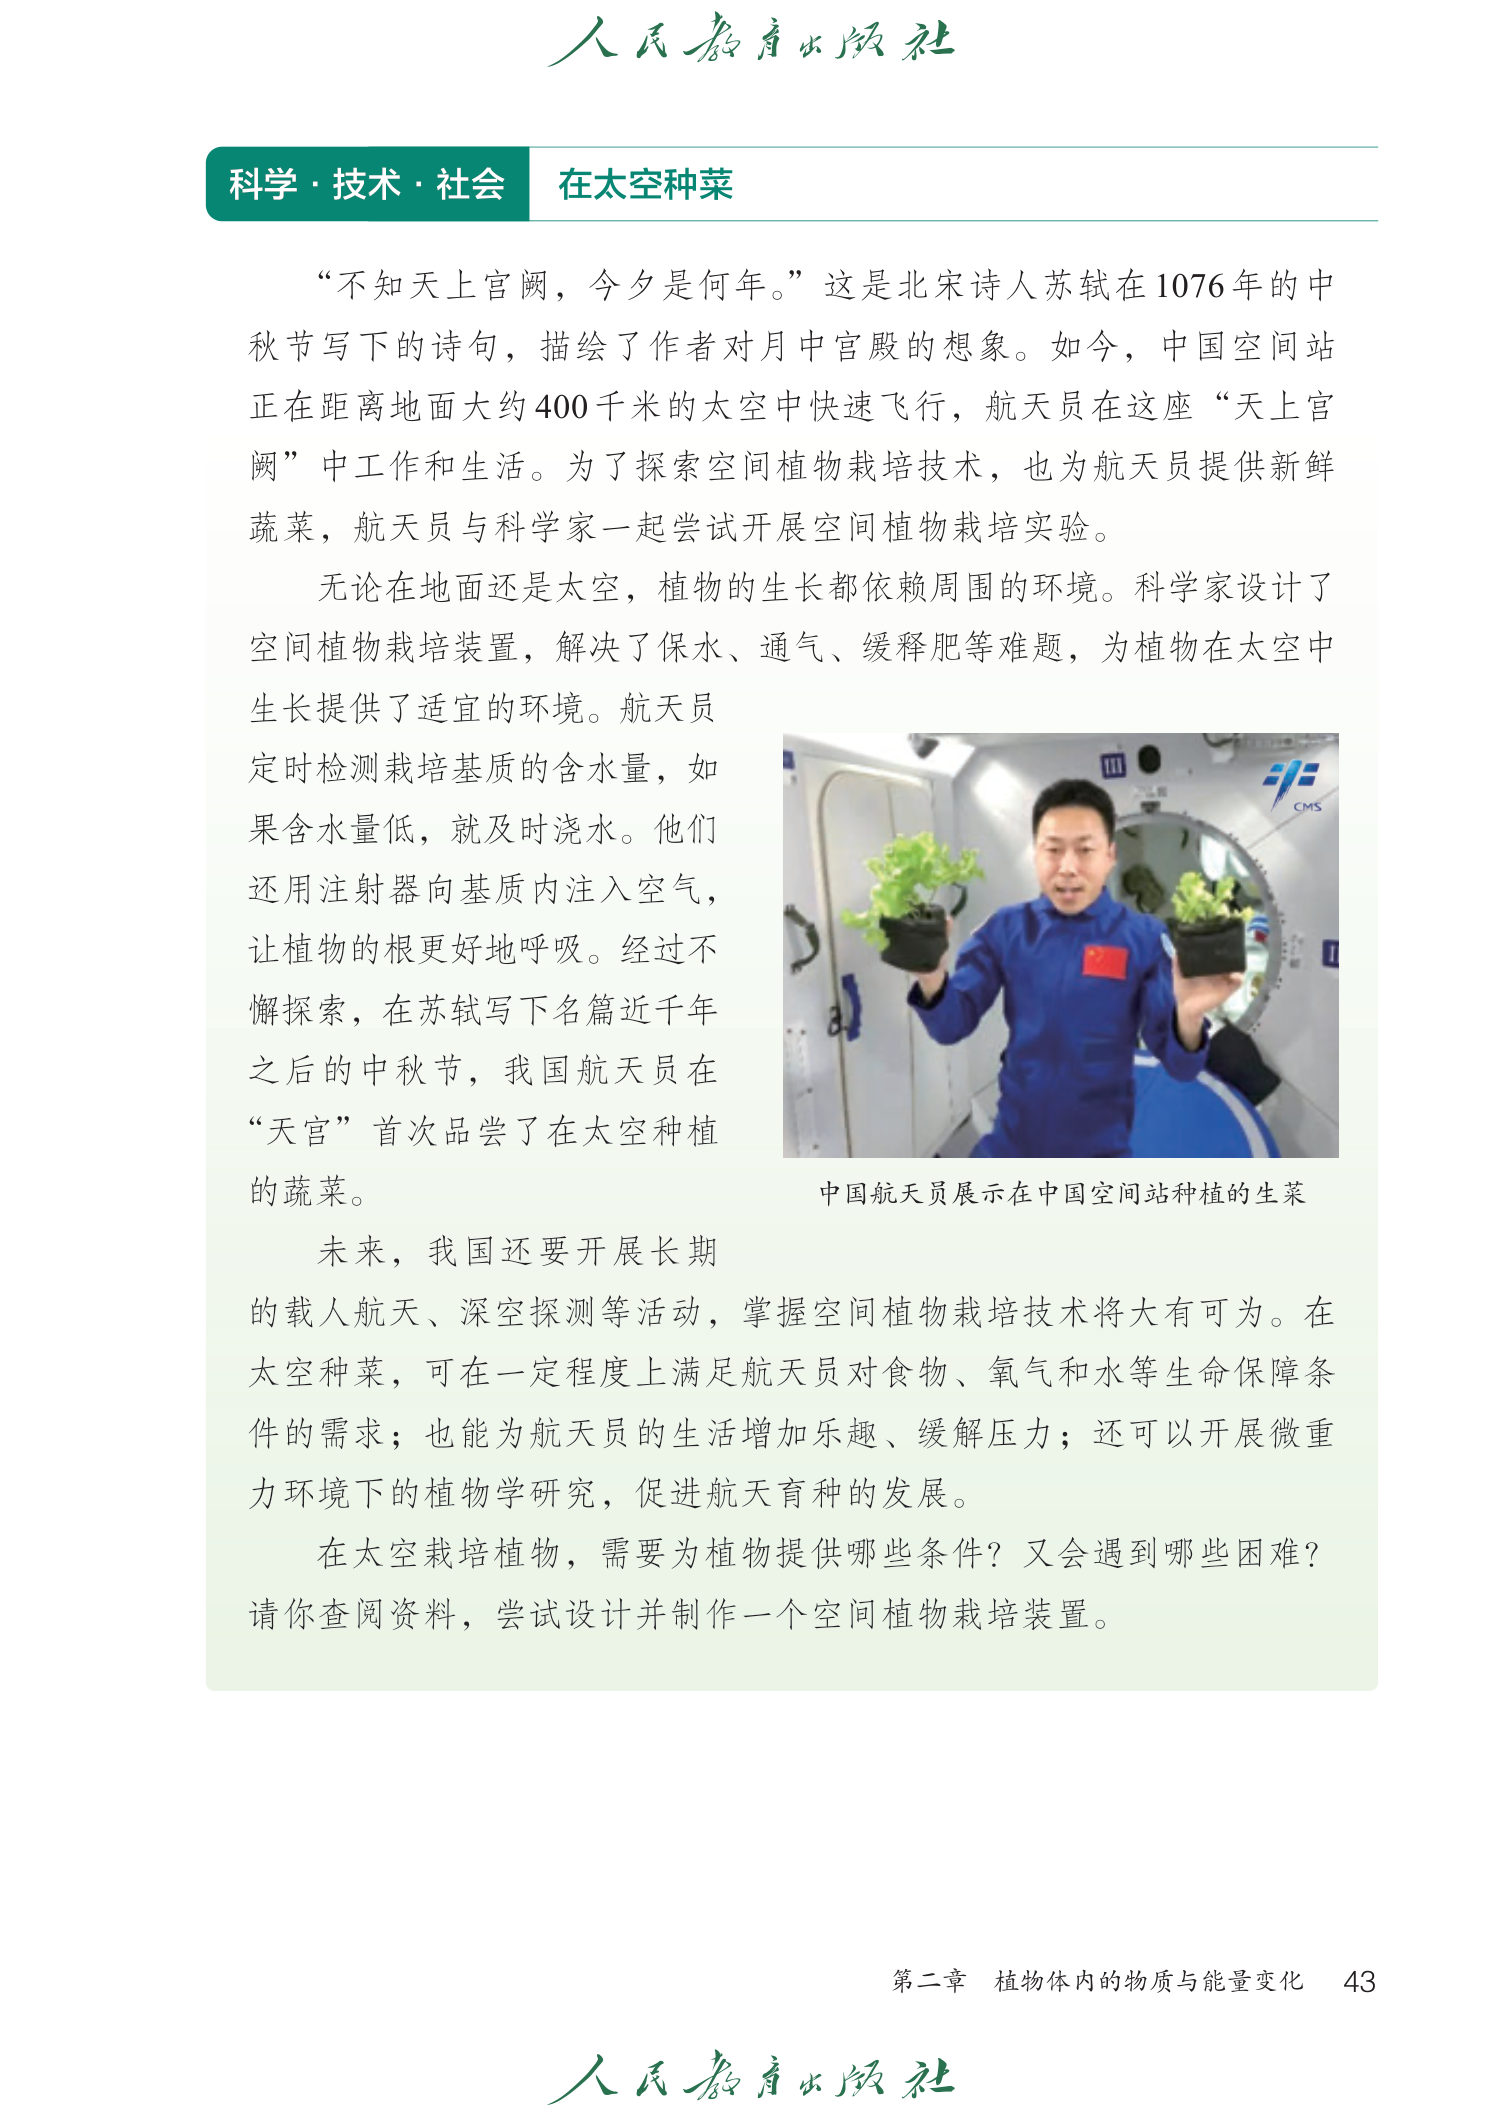 人民教育出版社
科学·技术·社会 在太空种菜
“不知天上宫阙，今夕是何年。”这是北宋诗人苏轼在1076年的中
秋节写下的诗句，描绘了作者对月中宫殿的想象。如今，中国空间站
正在距离地面大约400千米的太空中快速飞行，航天员在这座“天上宫
阙”中工作和生活。为了探索空间植物栽培技术，也为航天员提供新鲜
蔬菜，航天员与科学家一起尝试开展空间植物栽培实验。
无论在地面还是太空，植物的生长都依赖周围的环境。科学家设计了
空间植物栽培装置，解决了保水、通气、缓释肥等难题，为植物在太空中
生长提供了适宜的环境。航天员
定时检测栽培基质的含水量，如
果含水量低，就及时浇水。他们
还用注射器向基质内注入空气，
让植物的根更好地呼吸。经过不
懈探索，在苏轼写下名篇近千年
之后的中秋节，我国航天员在
“天宫”首次品尝了在太空种植
的蔬菜。
III
CMS
II
中国航天员展示在中国空间站种植的生菜
未来，我国还要开展长期
的载人航天、深空探测等活动，掌握空间植物栽培技术将大有可为。在
太空种菜，可在一定程度上满足航天员对食物、氧气和水等生命保障条
件的需求；也能为航天员的生活增加乐趣、缓解压力；还可以开展微重
力环境下的植物学研究，促进航天育种的发展。
在太空栽培植物，需要为植物提供哪些条件？又会遇到哪些困难？
请你查阅资料，尝试设计并制作一个空间植物栽培装置。
第二章 植物体内的物质与能量变化 43
人民教育出版社